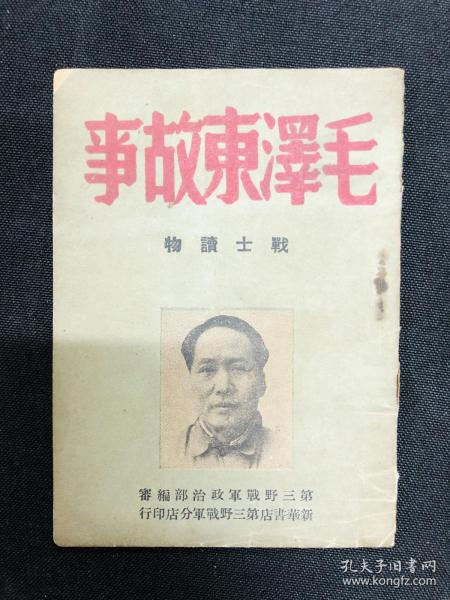 毛澤東故事
戰士讀物
第三野戰軍政治部編審
新華書店第三野戰軍分店印行
孔夫子旧书网
www.kongfz.com